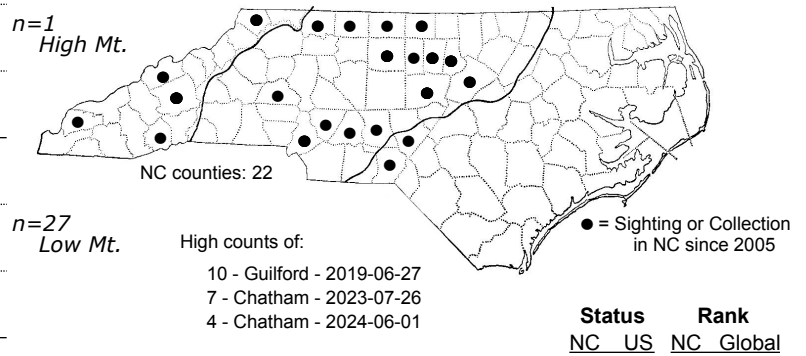 n=1
High Mt.
NC counties: 22
n=27
Low Mt.
High counts of:
10 - Guilford - 2019-06-27
7 - Chatham - 2023-07-26
4 - Chatham - 2024-06-01
● = Sighting or Collection
in NC since 2005
Status Rank
NC US NC Global